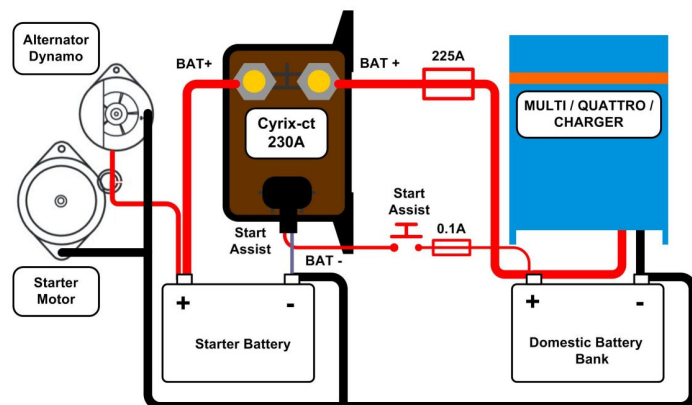 Alternator
Dynamo
BAT+
BAT +
225A
MULTI / QUATTRO /
CHARGER
Cyrix-ct
230A
Start
Assist
Start
Assist
0.1A
BAT -
Starter
Motor
+
-
Starter Battery
+
-
Domestic Battery
Bank